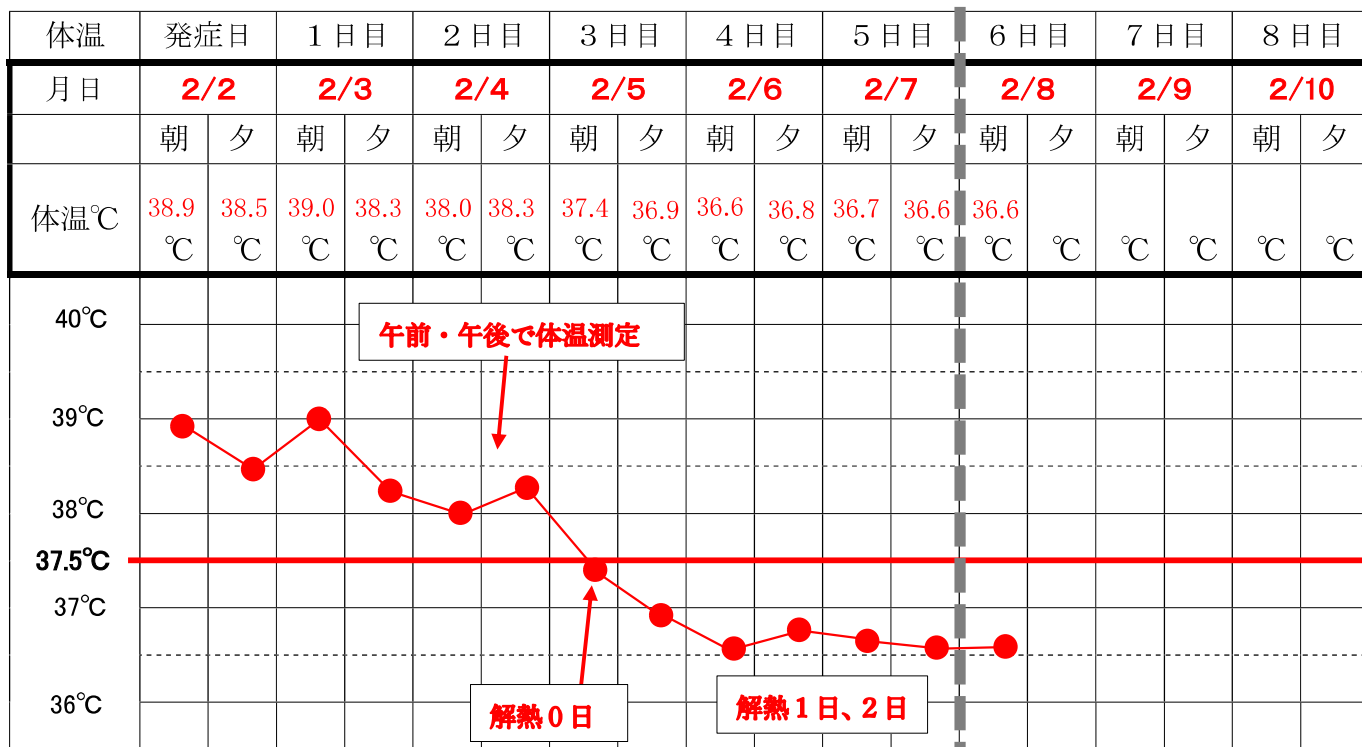 体温 発症日 1日目 2日目 3日目 4日目 5日目 6日目 7日目 8日目
月日 2/2 2/3 2/4 2/5 2/6 2/7 2/8 2/9 2/10
朝 夕 朝 夕 朝 夕 朝 夕 朝 夕 朝 夕 朝 夕 朝 夕 朝 夕
体温℃ 38.9 38.5 39.0 38.3 38.0 38.3 37.4 36.9 36.6 36.8 36.7 36.6 36.6
℃ ℃ ℃ ℃ ℃ ℃ ℃ ℃ ℃ ℃ ℃ ℃ ℃ ℃ ℃ ℃ ℃ ℃
40℃
午前・午後で体温測定
39℃
38℃
37.5℃
37℃
36℃
解熱0日
解熱1日、2日